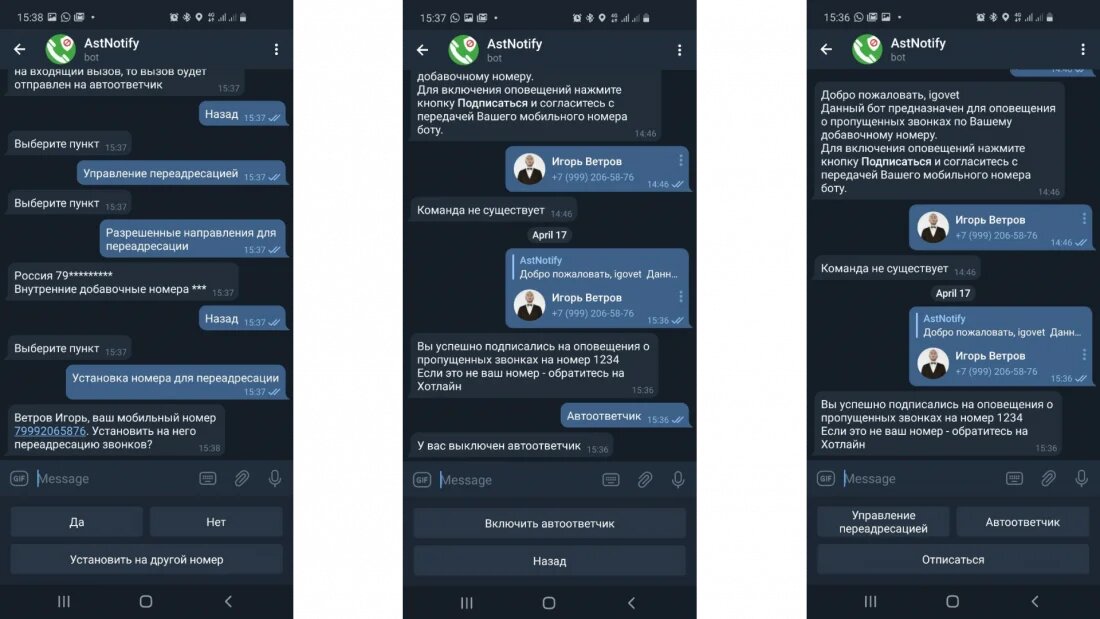 15:38
4G
AstNotify
bot
на входящий вызов, то вызов будет
отправлен на автоответчик
15:37
Назад 15:37
Выберите пункт 15:37
Управление переадресацией 15:37
Выберите пункт 15:37
Разрешенные направления для
переадресации
15:37
Россия 79*********
Внутренние добавочные номера ***
15:37
Назад 15:37
Выберите пункт 15:37
Установка номера для переадресации
15:37
Ветров Игорь, ваш мобильный номер
79992065876. Установить на него
переадресацию звонков?
15:38
GIF Message
Да Нет
Установить на другой номер
15:37
4G
AstNotify
bot
добавочному номеру.
Для включения оповещений нажмите
кнопку Подписаться и согласитесь с
передачей Вашего мобильного номера
боту.
14:46
Игорь Ветров
+7 (999) 206-58-76
14:46
Команда не существует 14:46
April 17
AstNotify
Добро пожаловать, igovet Данн…
Игорь Ветров
+7 (999) 206-58-76
15:36
Вы успешно подписались на оповещения о
пропущенных звонках на номер 1234
Если это не ваш номер - обратитесь на
Хотлайн
15:36
Автоответчик 15:36
У вас выключен автоответчик 15:36
GIF Message
Включить автоответчик
Назад
15:36
4G
AstNotify
bot
Добро пожаловать, igovet
Данный бот предназначен для оповещения
о пропущенных звонках по Вашему
добавочному номеру.
Для включения оповещений нажмите
кнопку Подписаться и согласитесь с
передачей Вашего мобильного номера
боту.
14:46
Игорь Ветров
+7 (999) 206-58-76
14:46
Команда не существует 14:46
April 17
AstNotify
Добро пожаловать, igovet Данн…
Игорь Ветров
+7 (999) 206-58-76
15:36
Вы успешно подписались на оповещения о
пропущенных звонках на номер 1234
Если это не ваш номер - обратитесь на
Хотлайн
15:36
GIF Message
Управление
переадресацией
Автоответчик
Отписаться